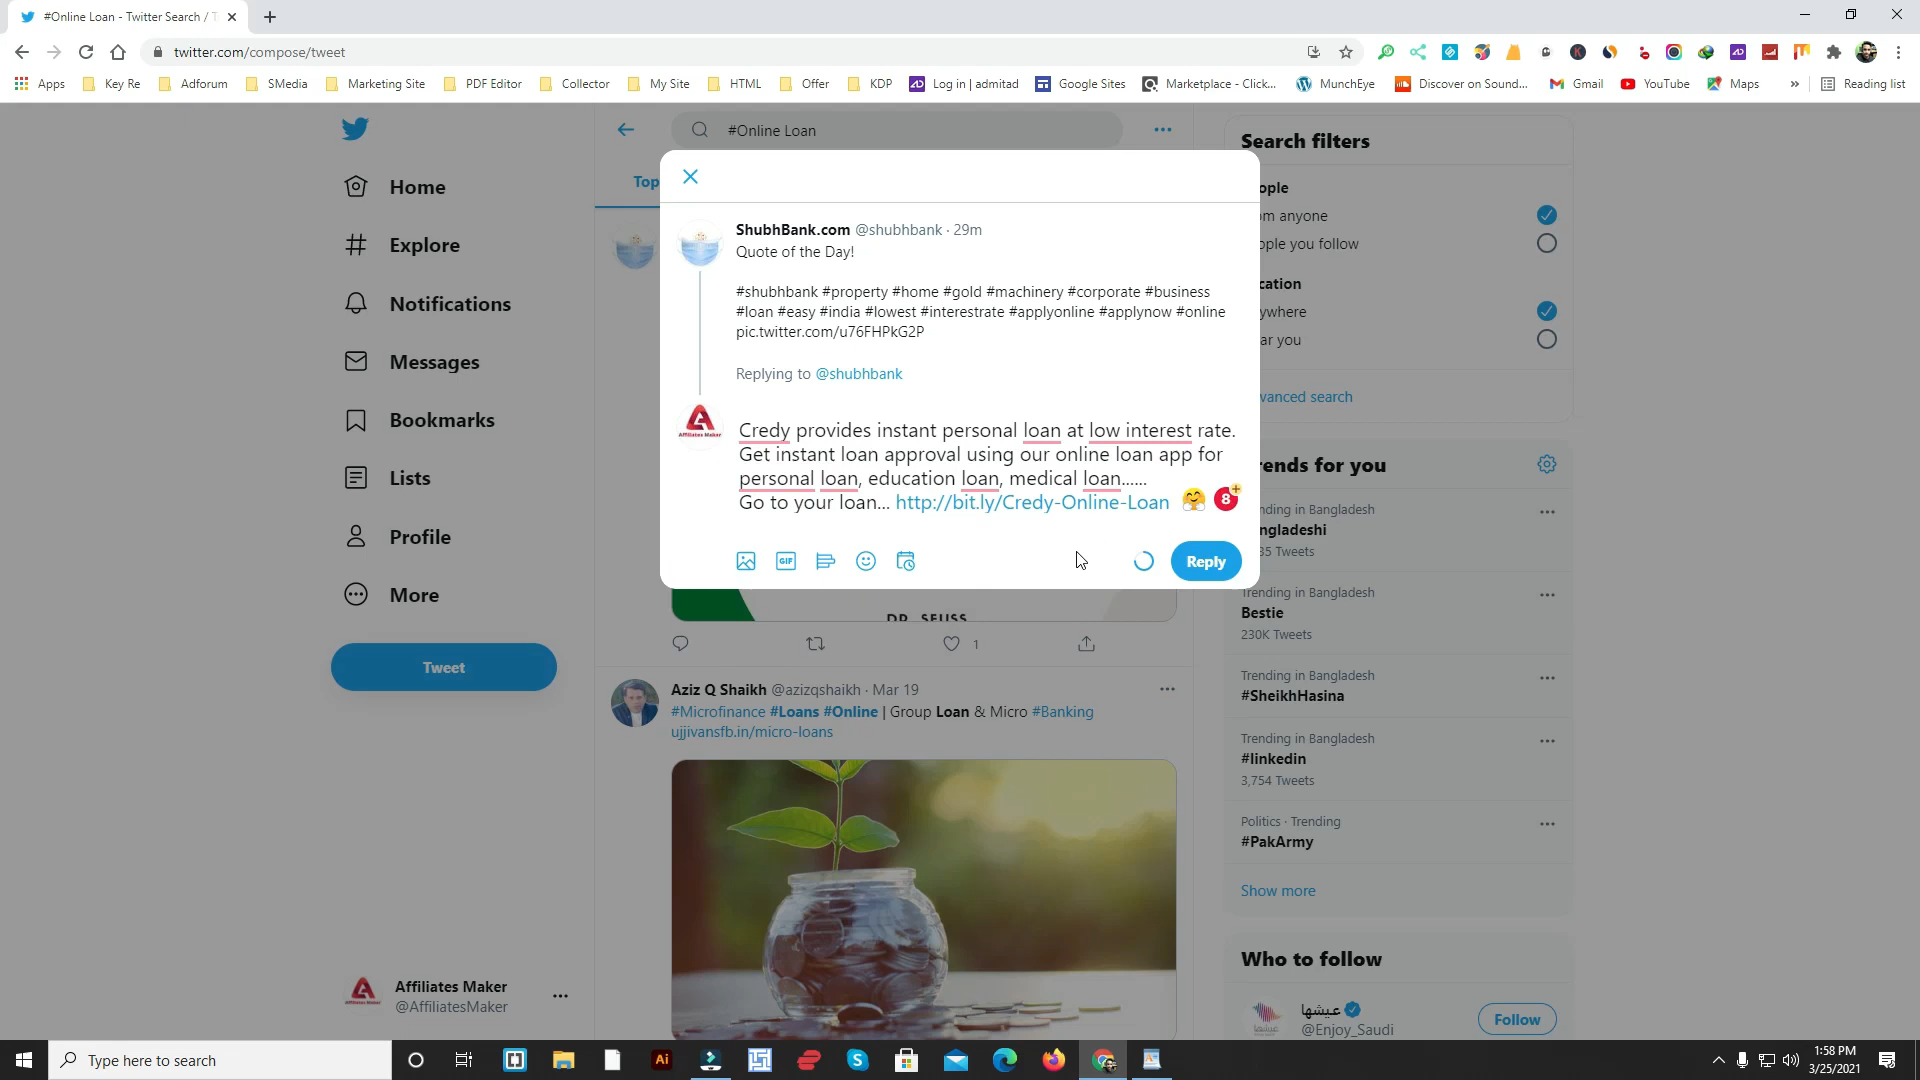 #Online Loan - Twitter Search / T
twitter.com/compose/tweet
Apps
Key Re
Adforum
SMedia
Marketing Site
PDF Editor
Collector
My Site
HTML
Offer
KDP
Log in | admitad
Google Sites
Marketplace - Click...
MunchEye
Discover on Sound...
Gmail
YouTube
Maps
»
Reading list
#Online Loan
Home
Explore
Notifications
Messages
Bookmarks
Lists
Profile
More
Tweet
Affiliates Maker
@AffiliatesMaker
Top
ShubhBank.com @shubhbank · 29m
Quote of the Day!
#shubhbank #property #home #gold #machinery #corporate #business
#loan #easy #india #lowest #interestrate #applyonline #applynow #online
pic.twitter.com/u76FHPkG2P
Replying to @shubhbank
Affiliates Maker
Credy provides instant personal loan at low interest rate.
Get instant loan approval using our online loan app for
personal loan, education loan, medical loan......
Go to your loan... http://bit.ly/Credy-Online-Loan
8
GIF
Reply
DR. SEUSS
1
Aziz Q Shaikh @azizqshaikh · Mar 19
#Microfinance #Loans #Online | Group Loan & Micro #Banking
ujjivansfb.in/micro-loans
Search filters
ople
m anyone
ople you follow
cation
ywhere
ar you
vanced search
ends for you
nding in Bangladesh
ngladeshi
35 Tweets
Trending in Bangladesh
Bestie
230K Tweets
Trending in Bangladesh
#SheikhHasina
Trending in Bangladesh
#linkedin
3,754 Tweets
Politics · Trending
#PakArmy
Show more
Who to follow
عيشها
@Enjoy_Saudi
Follow
Type here to search
Ai
1:58 PM
3/25/2021